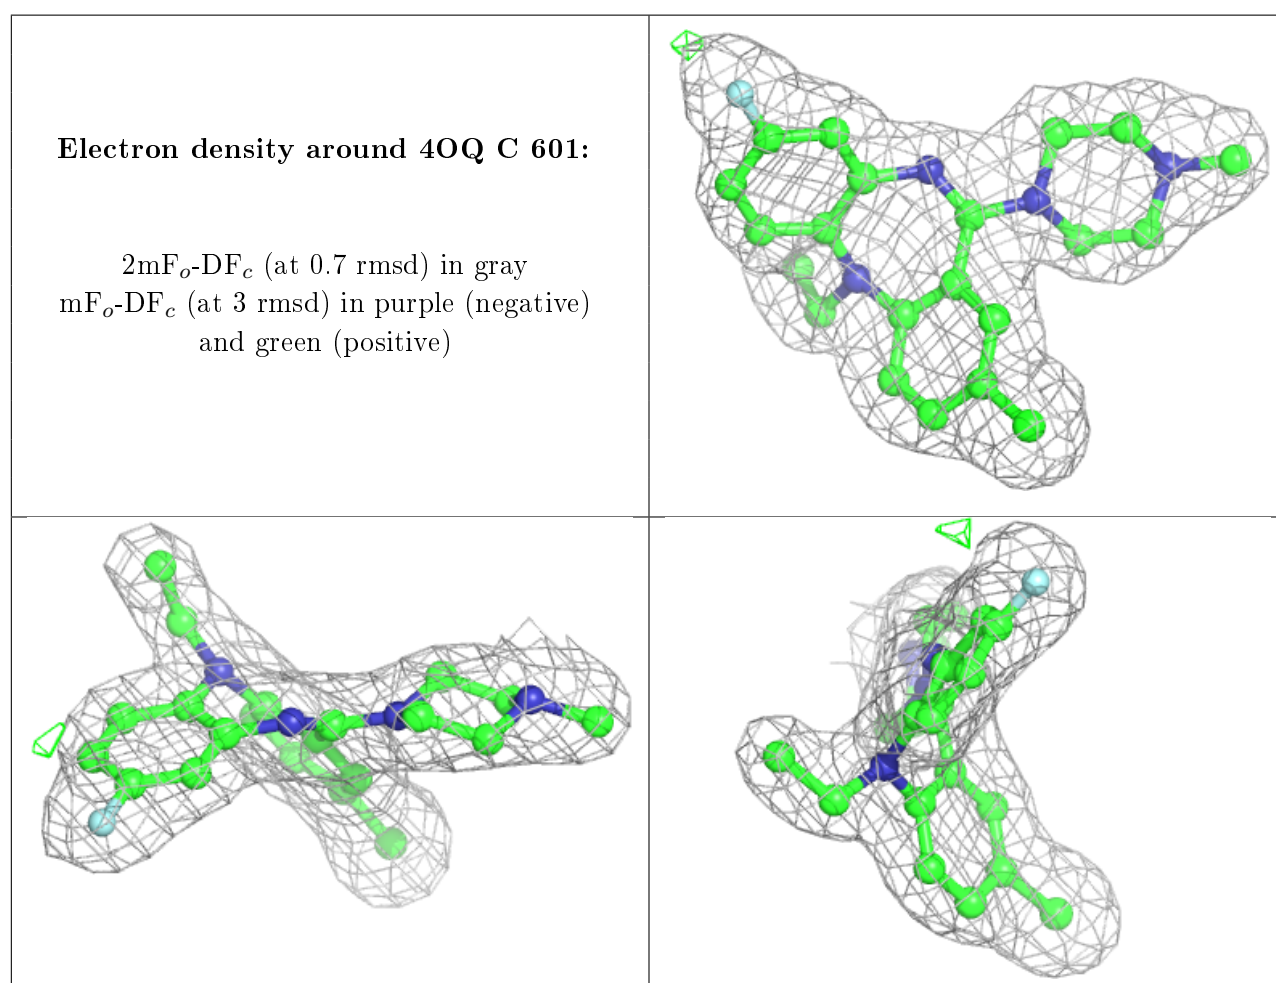 Electron density around 4OQ C 601:
2mFo-DFc (at 0.7 rmsd) in gray
mFo-DFc (at 3 rmsd) in purple (negative)
and green (positive)